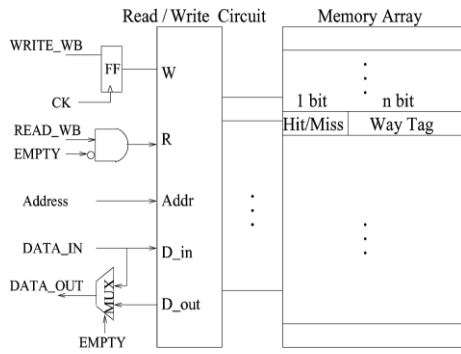 Read / Write Circuit
Memory Array
WRITE_WB
FF
W
CK
1 bit
n bit
READ_WB
R
Hit/Miss
Way Tag
EMPTY
Address
Addr
DATA_IN
D_in
DATA_OUT
MUX
D_out
EMPTY